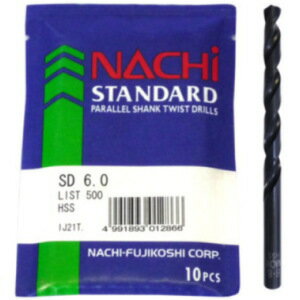 NACHi
STANDARD
PARALLEL SHANK TWIST DRILLS
SD 6.0
LIST 500
HSS
IJ21T.
4 991893 012866
NACHI-FUJIKOSHI CORP.
10PCS